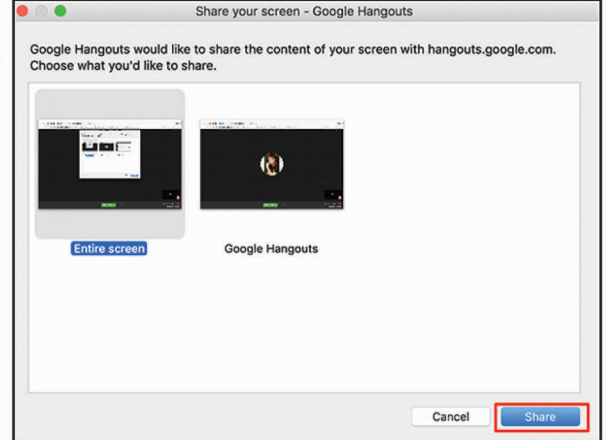 Share your screen - Google Hangouts
Google Hangouts would like to share the content of your screen with hangouts.google.com.
Choose what you'd like to share.
Entire screen
Google Hangouts
Cancel
Share